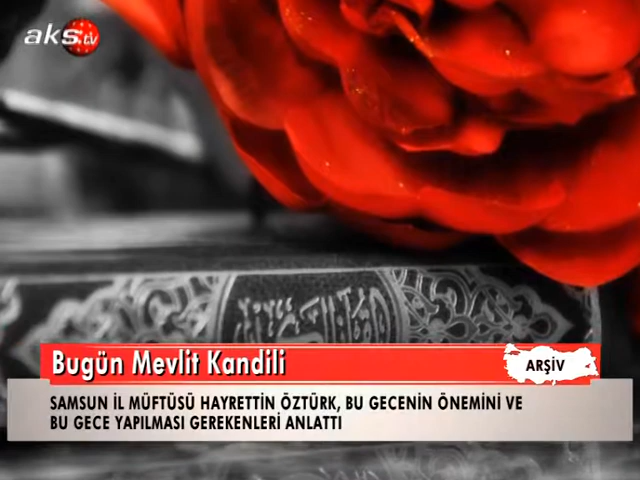 aks.tv
Bugün Mevlit Kandili
ARŞİV
SAMSUN İL MÜFTÜSÜ HAYRETTİN ÖZTÜRK, BU GECENİN ÖNEMİNİ VE
BU GECE YAPILMASI GEREKENLERİ ANLATTI